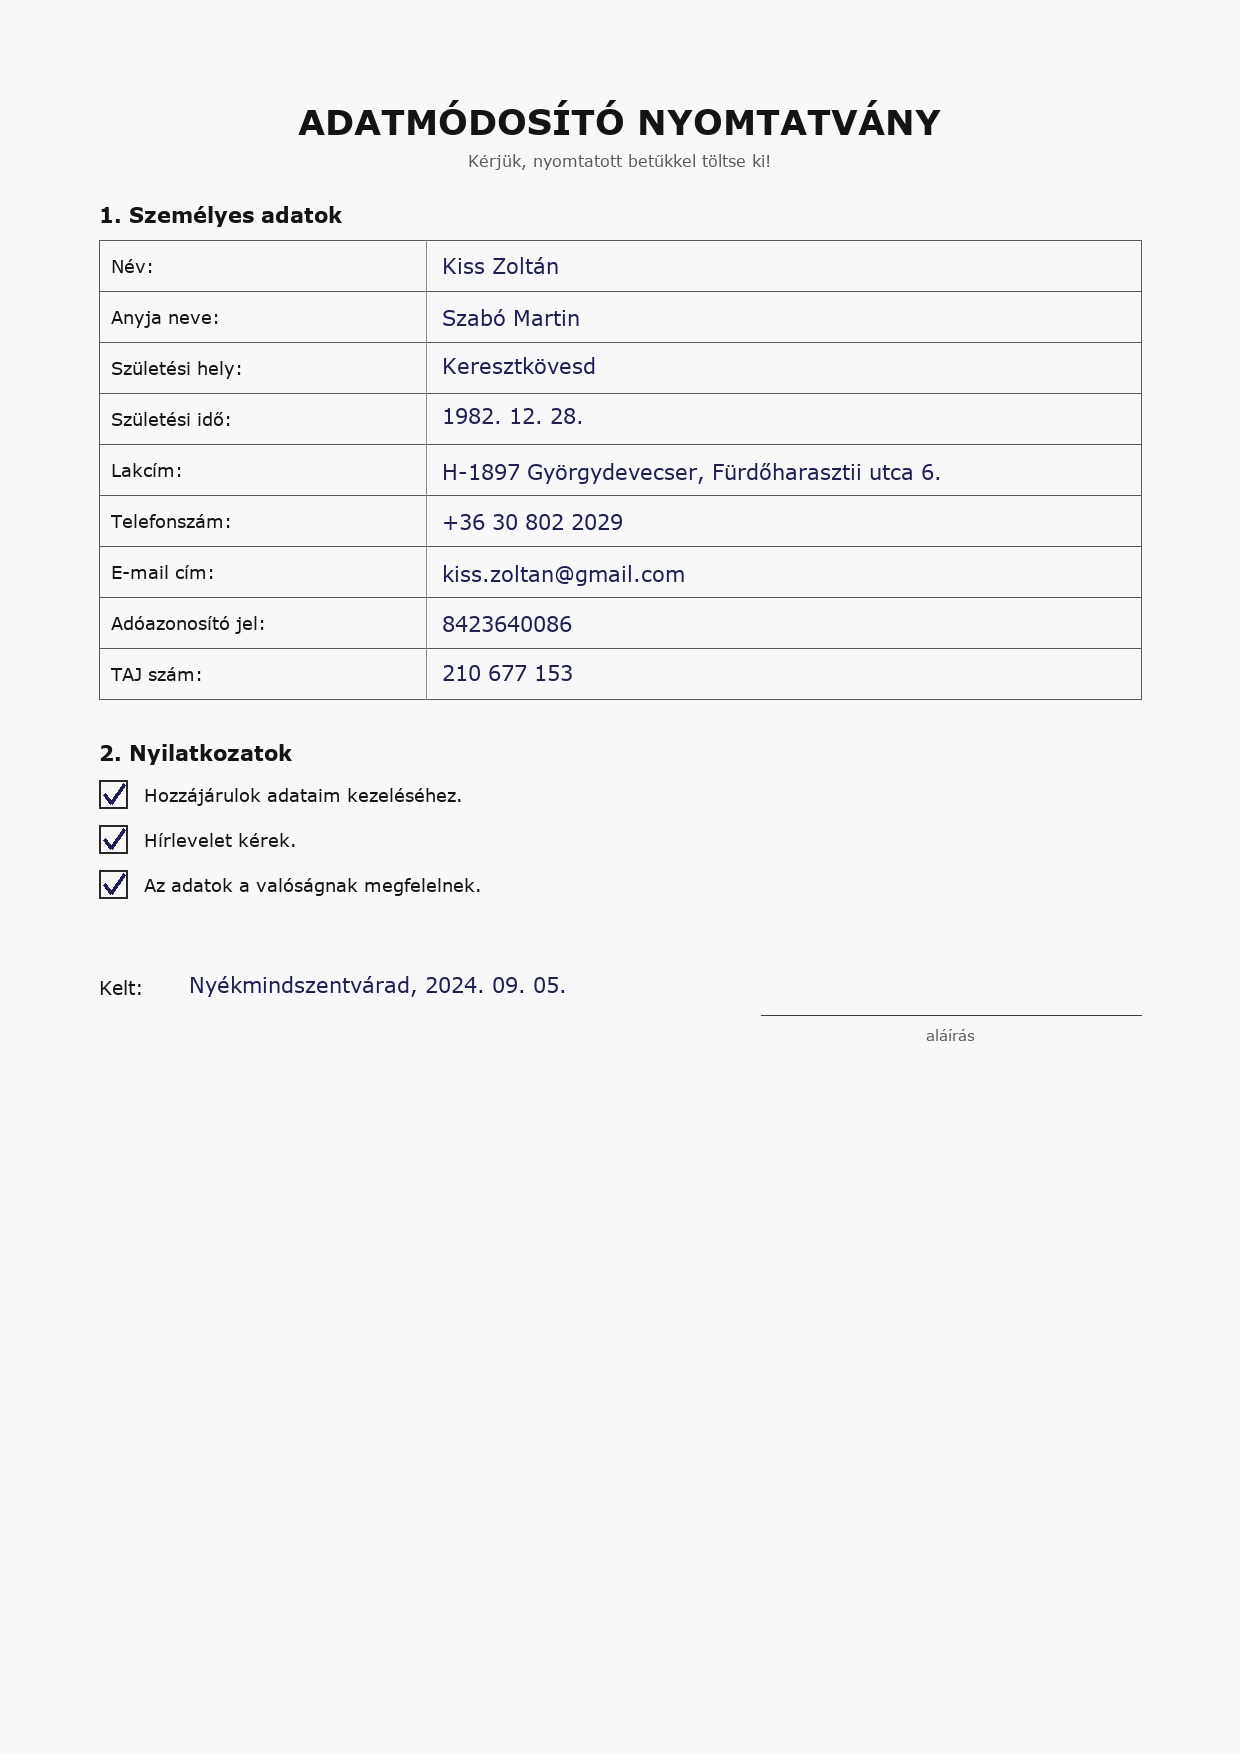 ADATMÓDOSÍTÓ NYOMTATVÁNY
Kérjük, nyomtatott betűkkel töltse ki!
1. Személyes adatok
Név: Kiss Zoltán
Anyja neve: Szabó Martin
Születési hely: Keresztkövesd
Születési idő: 1982. 12. 28.
Lakcím: H-1897 Györgydevecser, Fürdőharasztii utca 6.
Telefonszám: +36 30 802 2029
E-mail cím: kiss.zoltan@gmail.com
Adóazonosító jel: 8423640086
TAJ szám: 210 677 153
2. Nyilatkozatok
Hozzájárulok adataim kezeléséhez.
Hírlevelet kérek.
Az adatok a valóságnak megfelelnek.
Kelt: Nyékmindszentvárad, 2024. 09. 05.
aláírás